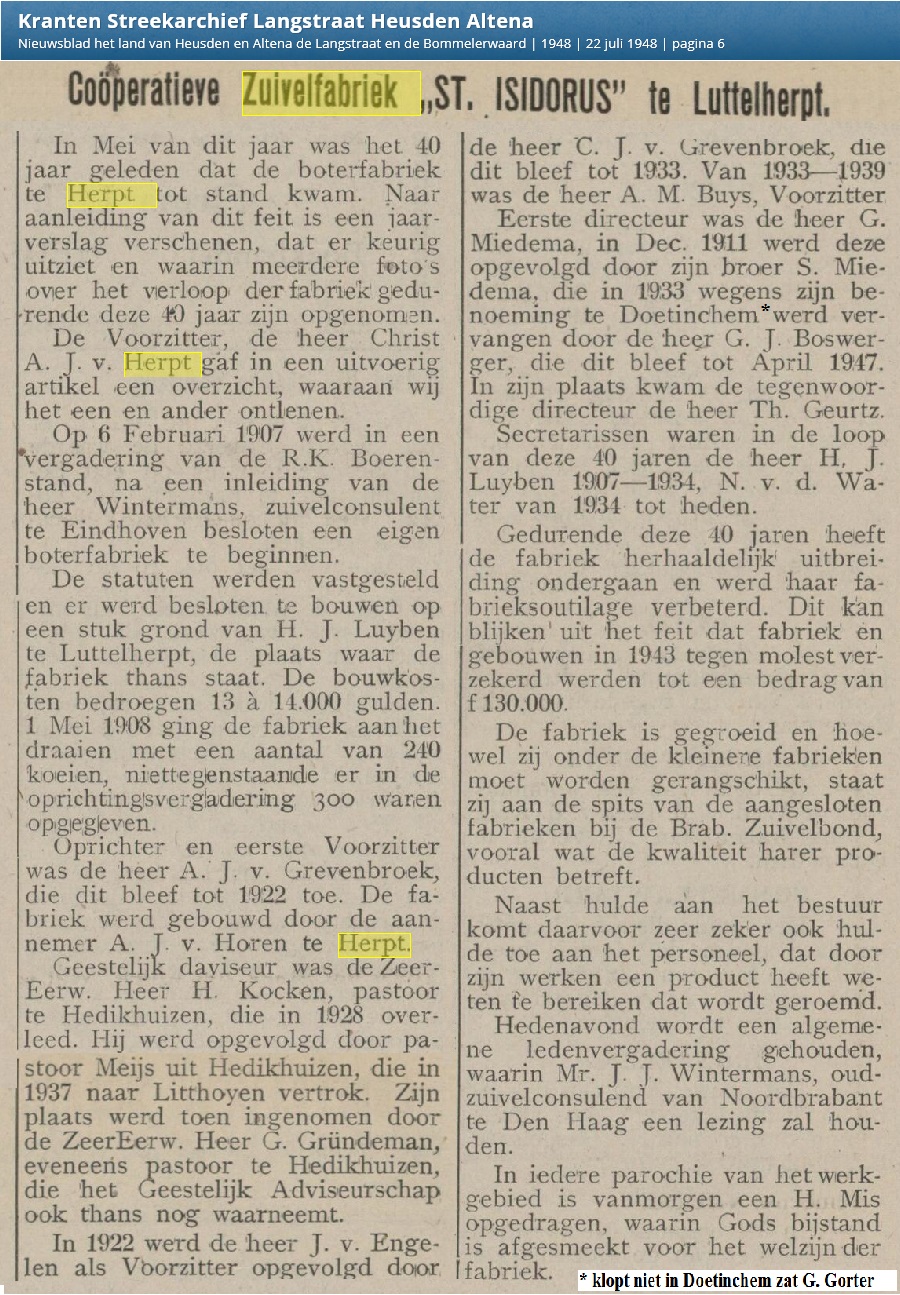 Kranten Streekarchief Langstraat Heusden Altena
Nieuwsblad het land van Heusden en Altena de Langstraat en de Bommelerwaard | 1948 | 22 juli 1948 | pagina 6
Coöperatieve Zuivelfabriek „ST. ISIDORUS” te Luttelherpt.
In Mei van dit jaar was het 40
jaar geleden dat de boterfabriek
te Herpt tot stand kwam. Naar
aanleiding van dit feit is een jaar-
verslag verschenen, dat er keurig
uitziet en waarin meerdere foto's
over het verloop der fabriek gedu-
rende deze 40 jaar zijn opgenomen.
De Voorzitter, de heer Christ
A. J. v. Herpt gaf in een uitvoerig
artikel een overzicht, waaraan wij
het een en ander ontlenen.
Op 6 Februari 1907 werd in een
vergadering van de R.K. Boeren-
stand, na een inleiding van de
heer Wintermans, zuivelconsulent
te Eindhoven besloten een eigen
boterfabriek te beginnen.
De statuten werden vastgesteld
en er werd besloten te bouwen op
een stuk grond van H. J. Luyben
te Luttelherpt, de plaats waar de
fabriek thans staat. De bouwkos-
ten bedroegen 13 à 14.000 gulden.
1 Mei 1908 ging de fabriek aan het
draaien met een aantal van 240
koeien, niettegenstaande er in de
oprichtingsvergadering 300 waren
opgegeven.
Oprichter en eerste Voorzitter
was de heer A. J. v. Grevenbroek,
die dit bleef tot 1922 toe. De fa-
briek werd gebouwd door de aan-
nemer A. J. v. Horen te Herpt.
Geestelijk daviseur was de Zeer-
Eerw. Heer H. Kocken, pastoor
te Hedikhuizen, die in 1928 over-
leed. Hij werd opgevolgd door pa-
stoor Meijs uit Hedikhuizen, die in
1937 naar Litthoyen vertrok. Zijn
plaats werd toen ingenomen door
de ZeerEerw. Heer G. Gründeman,
eveneens pastoor te Hedikhuizen,
die het Geestelijk Adviseurschap
ook thans nog waarneemt.
In 1922 werd de heer J. v. Enge-
len als Voorzitter opgevolgd door
de heer C. J. v. Grevenbroek, die
dit bleef tot 1933. Van 1933—1939
was de heer A. M. Buys, Voorzitter
Eerste directeur was de heer G.
Miedema, in Dec. 1911 werd deze
opgevolgd door zijn broer S. Mie-
dema, die in 1933 wegens zijn be-
noeming te Doetinchem*werd ver-
vangen door de heer G. J. Boswer-
ger, die dit bleef tot April 1947.
In zijn plaats kwam de tegenwoor-
dige directeur de heer Th. Geurtz.
Secretarissen waren in de loop
van deze 40 jaren de heer H, J.
Luyben 1907—1934, N. v. d. Wa-
ter van 1934 tot heden.
Gedurende deze 40 jaren heeft
de fabriek herhaaldelijk uitbrei-
ding ondergaan en werd haar fa-
brieksoutilage verbeterd. Dit kan
blijken uit het feit dat fabriek en
gebouwen in 1943 tegen molest ver-
zekerd werden tot een bedrag van
f 130.000.
De fabriek is gegroeid en hoe-
wel zij onder de kleinere fabrieken
moet worden gerangschikt, staat
zij aan de spits van de aangesloten
fabrieken bij de Brab. Zuivelbond,
vooral wat de kwaliteit harer pro-
ducten betreft.
Naast hulde aan het bestuur
komt daarvoor zeer zeker ook hul-
de toe aan het personeel, dat door
zijn werken een product heeft we-
ten te bereiken dat wordt geroemd.
Hedenavond wordt een algeme-
ne ledenvergadering gehouden,
waarin Mr. J. J. Wintermans, oud-
zuivelconsulend van Noordbrabant
te Den Haag een lezing zal hou-
den.
In iedere parochie van het werk-
gebied is vanmorgen een H. Mis
opgedragen, waarin Gods bijstand
is afgesmeekt voor het welzijn der
fabriek.
* klopt niet in Doetinchem zat G. Gorter